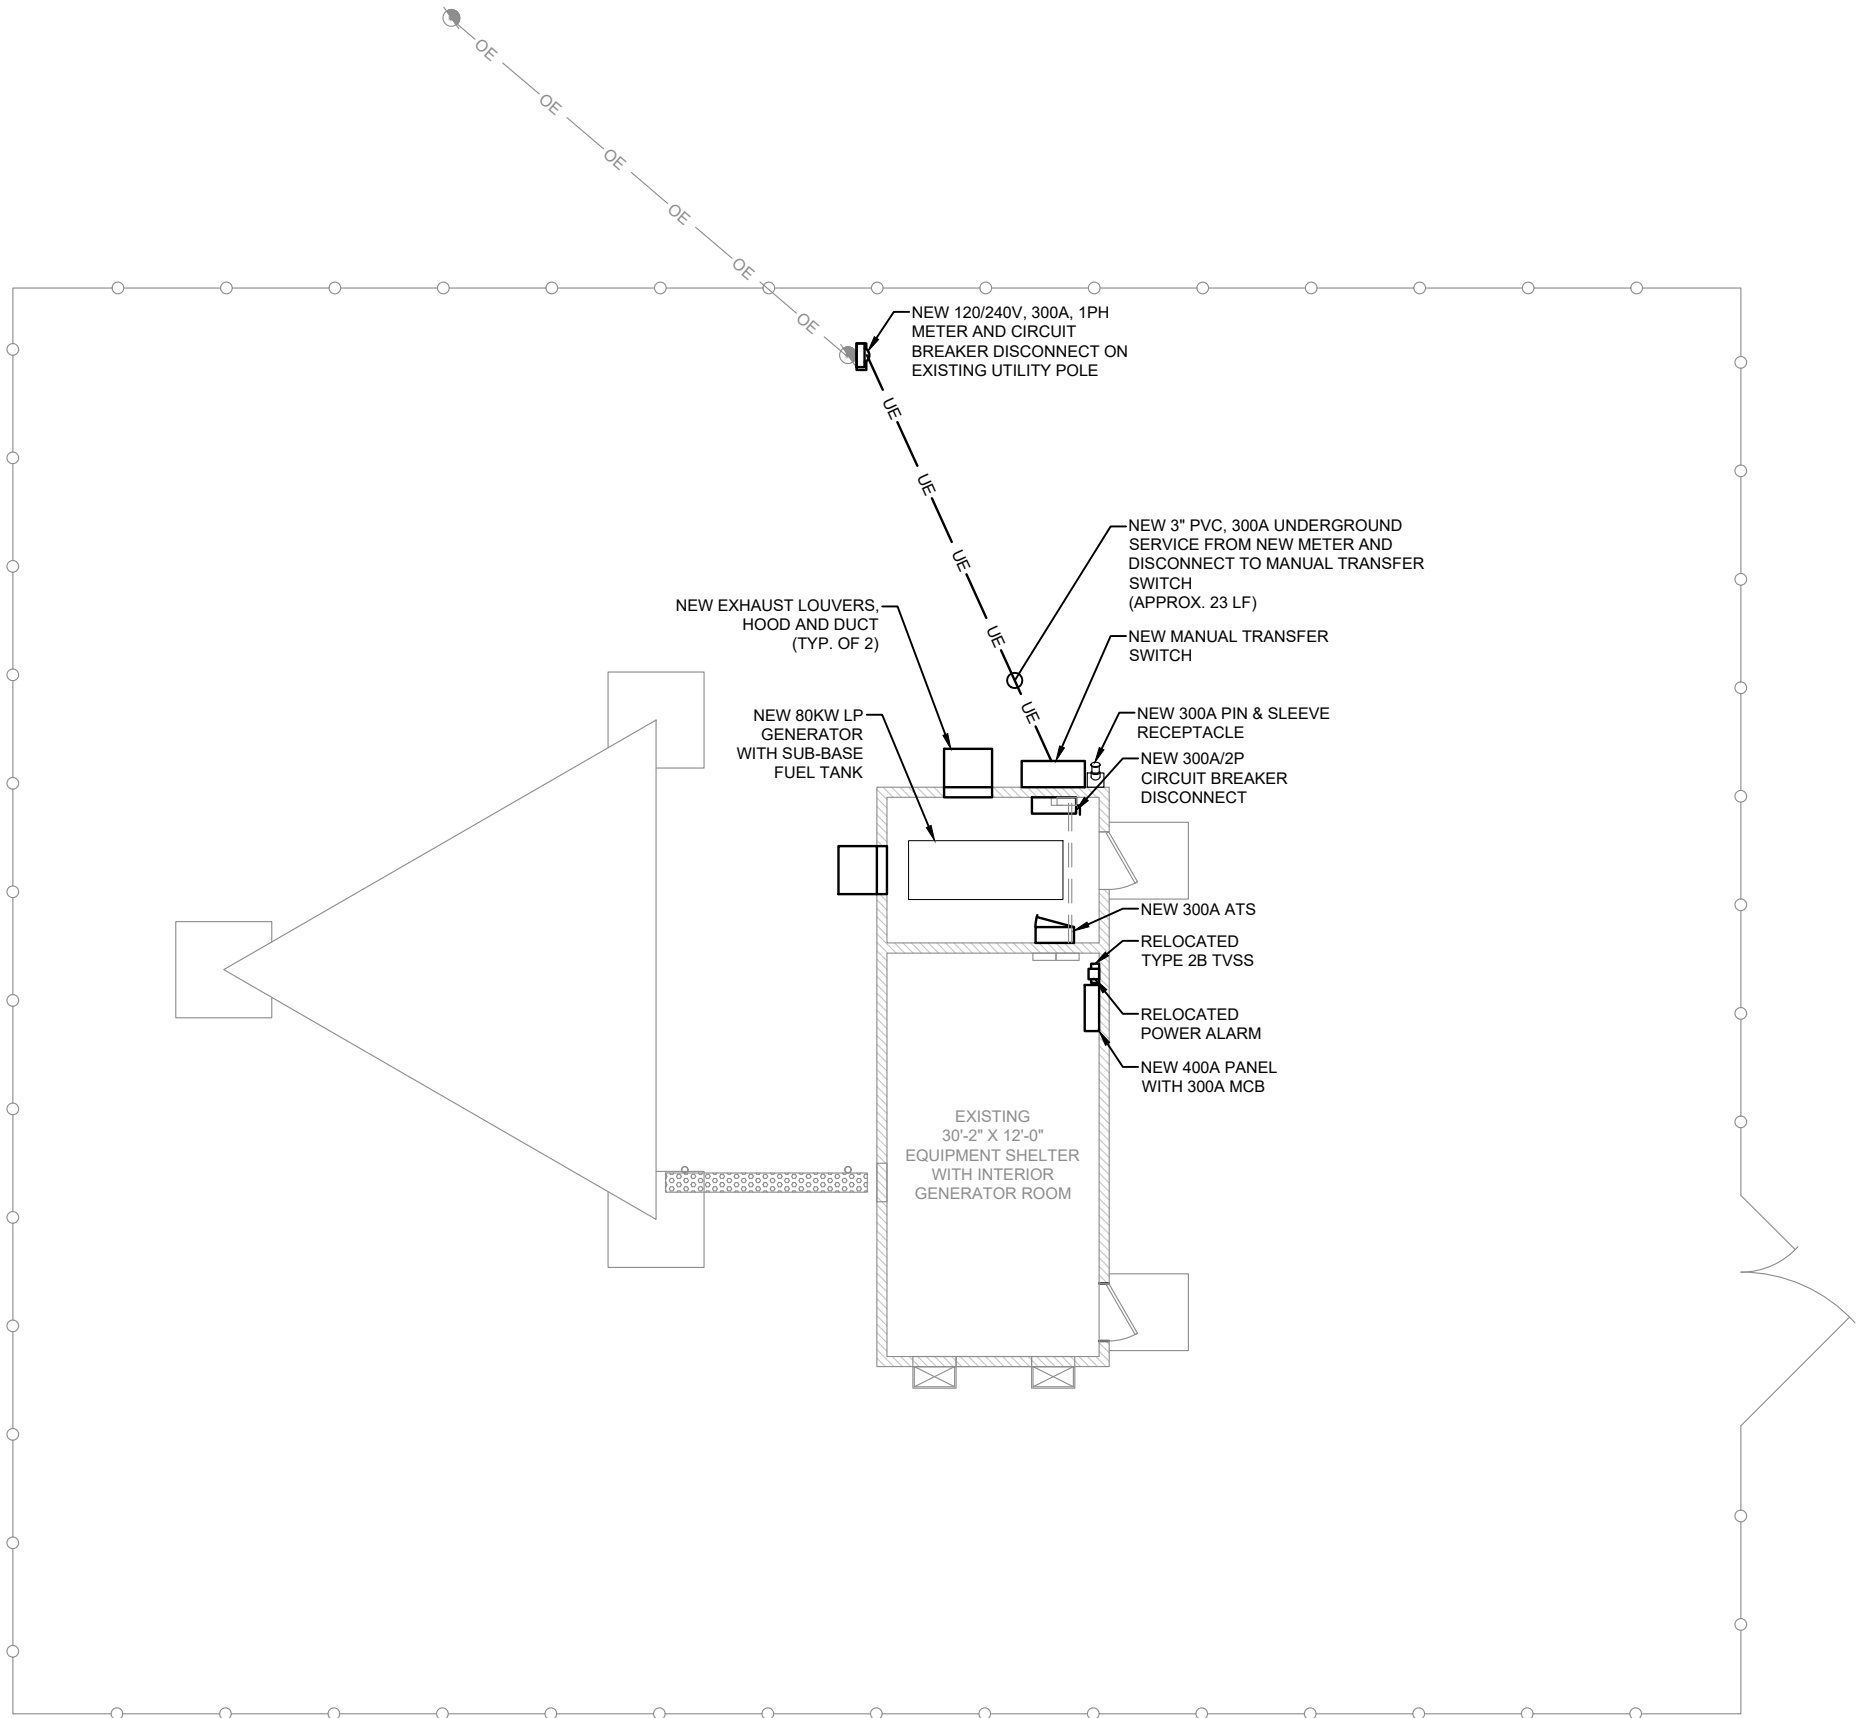 OE
OE
OE
OE
OE
OE
NEW 120/240V, 300A, 1PH
METER AND CIRCUIT
BREAKER DISCONNECT ON
EXISTING UTILITY POLE
UE
UE
UE
UE
UE
NEW 3" PVC, 300A UNDERGROUND
SERVICE FROM NEW METER AND
DISCONNECT TO MANUAL TRANSFER
SWITCH
(APPROX. 23 LF)
NEW EXHAUST LOUVERS,
HOOD AND DUCT
(TYP. OF 2)
NEW MANUAL TRANSFER
SWITCH
NEW 80KW LP
GENERATOR
WITH SUB-BASE
FUEL TANK
NEW 300A PIN & SLEEVE
RECEPTACLE
NEW 300A/2P
CIRCUIT BREAKER
DISCONNECT
NEW 300A ATS
RELOCATED
TYPE 2B TVSS
RELOCATED
POWER ALARM
NEW 400A PANEL
WITH 300A MCB
EXISTING
30'-2" X 12'-0"
EQUIPMENT SHELTER
WITH INTERIOR
GENERATOR ROOM